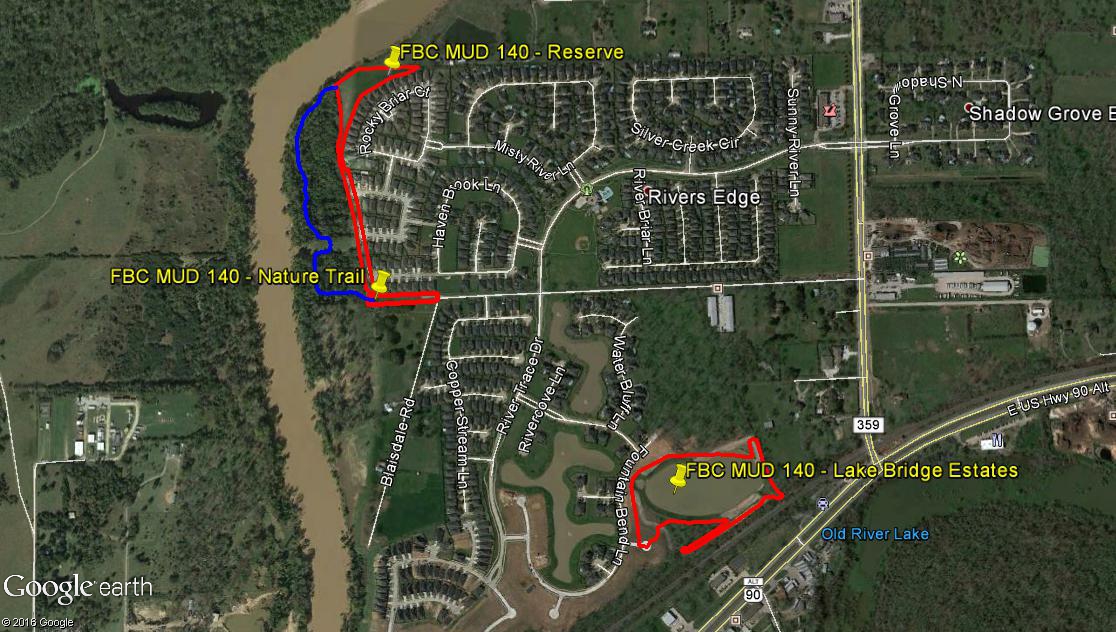 FBC MUD 140 - Reserve
Rocky Briar Ct
N Shado
Grove Ln
Shadow Grove E
Sunny River Ln
Silver Creek Cir
Misty River Ln
Haven Brook Ln
River Briar Ln
Rivers Edge
FBC MUD 140 - Nature Trail
River Trace Dr
Water Bluff Ln
Rivercove Ln
Copper Stream Ln
Blaisdale Rd
E US Hwy 90 Alt
359
Fountain Bend Ln
FBC MUD 140 - Lake Bridge Estates
Old River Lake
ALT
90
Google earth
© 2016 Google